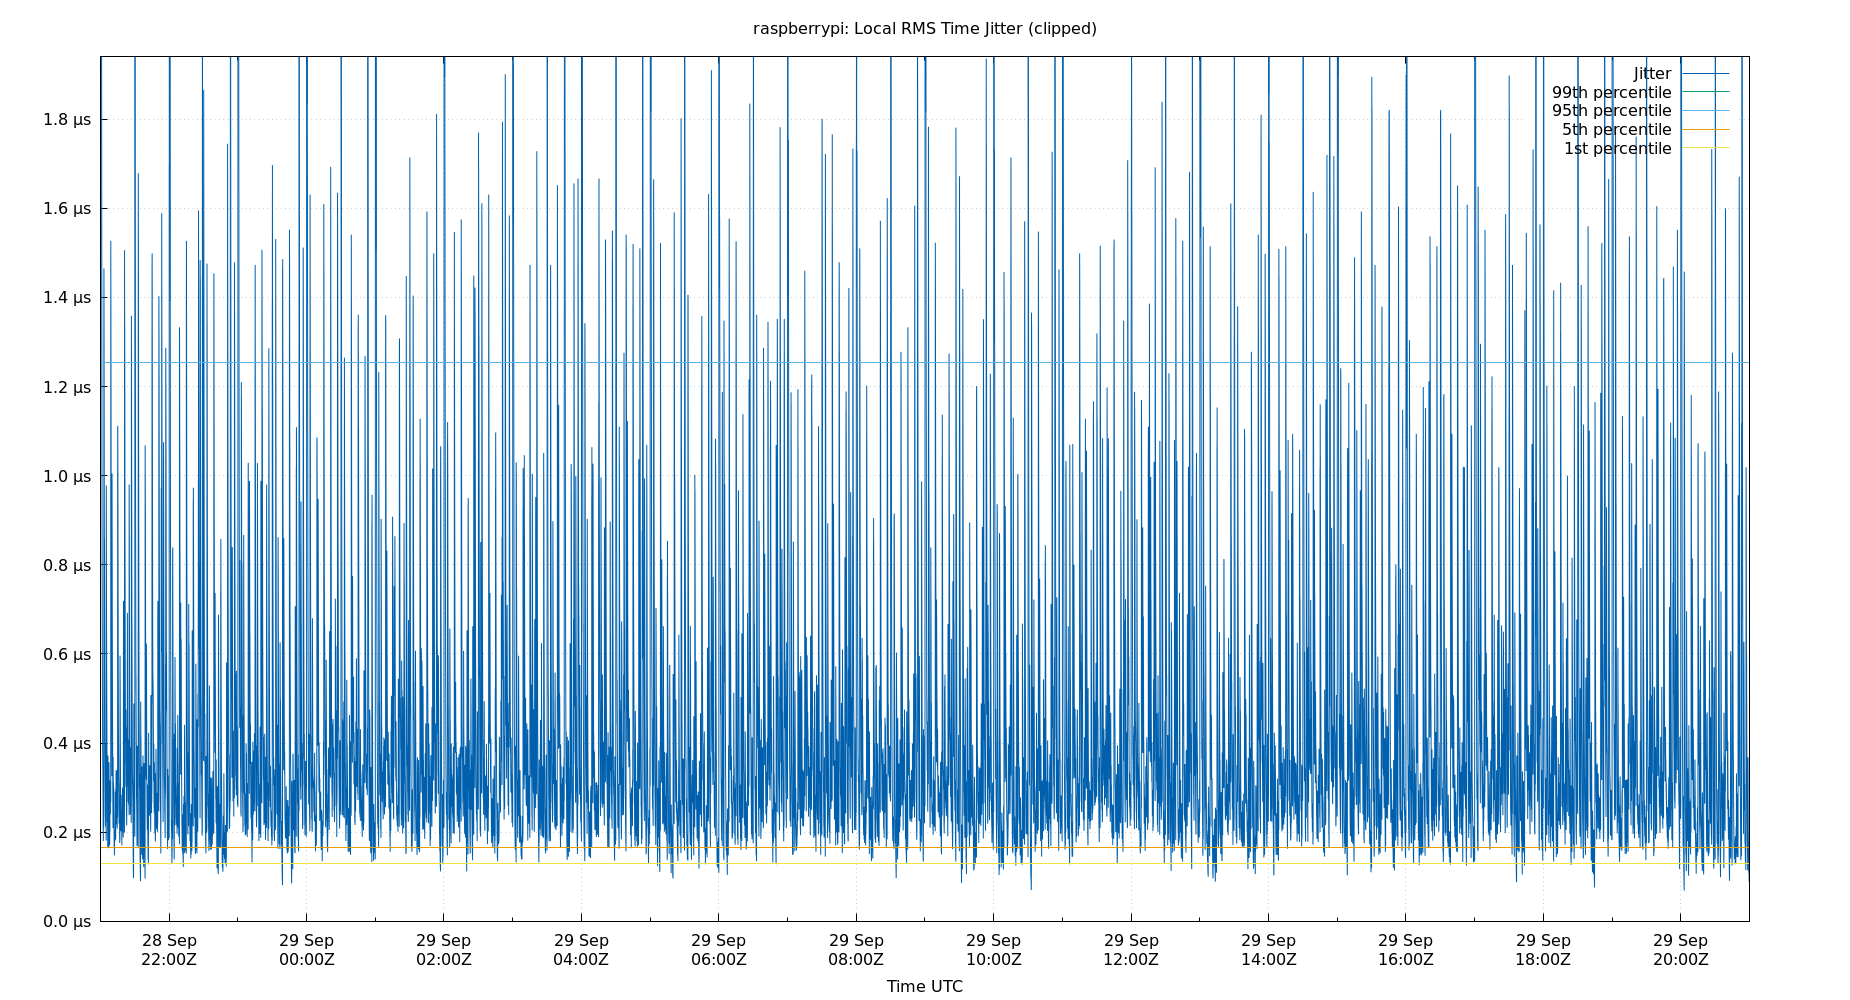 raspberrypi: Local RMS Time Jitter (clipped)
Jitter
99th percentile
95th percentile
5th percentile
1st percentile
1.8 µs
1.6 µs
1.4 µs
1.2 µs
1.0 µs
0.8 µs
0.6 µs
0.4 µs
0.2 µs
0.0 µs
28 Sep 29 Sep 29 Sep 29 Sep 29 Sep 29 Sep 29 Sep 29 Sep 29 Sep 29 Sep 29 Sep 29 Sep
22:00Z 00:00Z 02:00Z 04:00Z 06:00Z 08:00Z 10:00Z 12:00Z 14:00Z 16:00Z 18:00Z 20:00Z
Time UTC